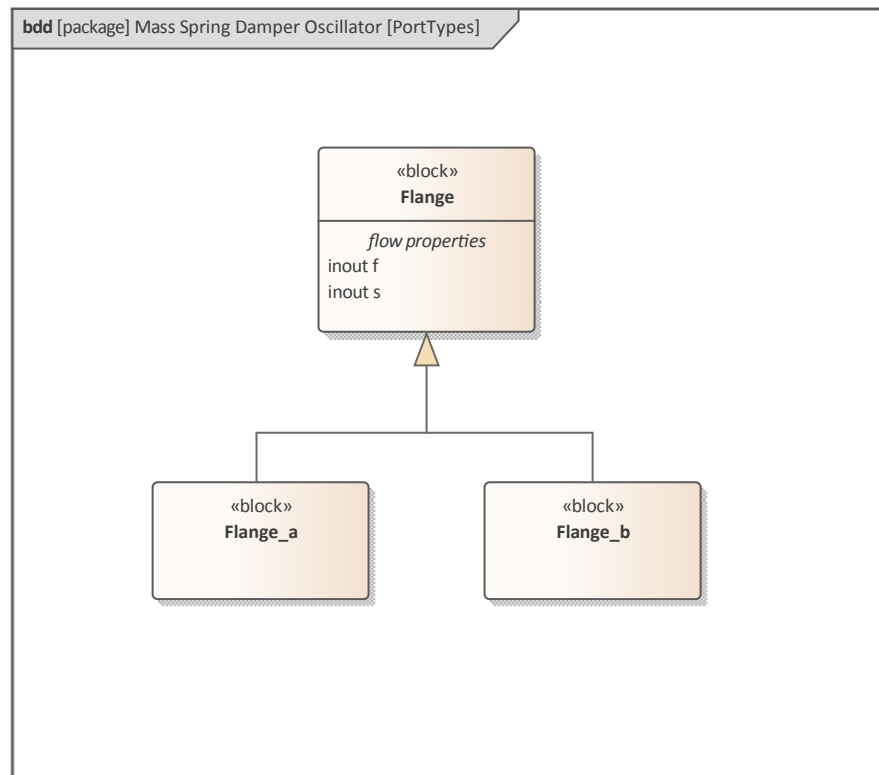 bdd [package] Mass Spring Damper Oscillator [PortTypes]
«block»
Flange
flow properties
inout f
inout s
«block»
Flange_a
«block»
Flange_b